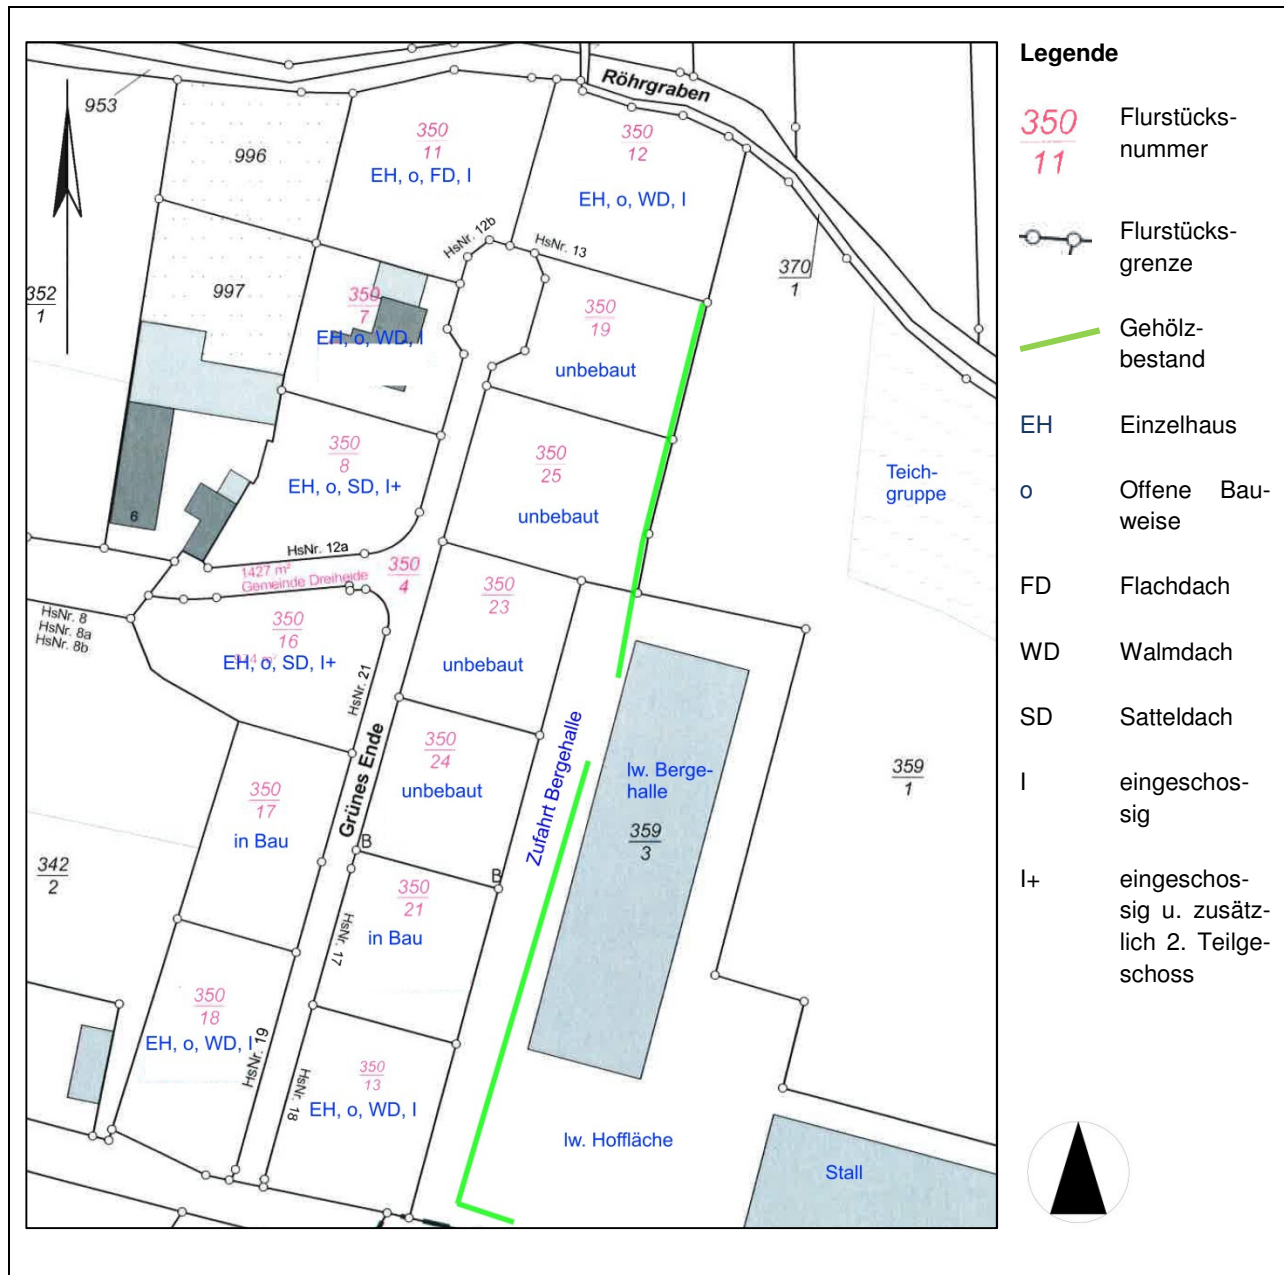 Röhrgraben
953
996
350
11
EH, o, FD, I
350
12
EH, o, WD, I
HsNr. 12b
HsNr. 13
370
1
352
1
997
350
7
EH, o, WD, I
350
19
unbebaut
350
8
EH, o, SD, I+
350
25
unbebaut
Teich-
gruppe
6
HsNr. 12a
1427 m²
Gemeinde Dreiheide
350
4
350
23
unbebaut
HsNr. 8
HsNr. 8a
HsNr. 8b
350
16
EH, o, SD, I+
HsNr. 21
Grünes Ende
350
24
unbebaut
Zufahrt Bergehalle
lw. Berge-
halle
359
3
359
1
350
17
in Bau
342
2
B
B
350
21
in Bau
HsNr. 17
350
18
EH, o, WD, I
HsNr. 19
HsNr. 18
350
13
EH, o, WD, I
lw. Hoffläche
Stall
Legende
350
11
Flurstücks-
nummer
Flurstücks-
grenze
Gehölz-
bestand
EH Einzelhaus
o Offene Bau-
weise
FD Flachdach
WD Walmdach
SD Satteldach
I eingeschos-
sig
I+ eingeschos-
sig u. zusätz-
lich 2. Teilge-
schoss